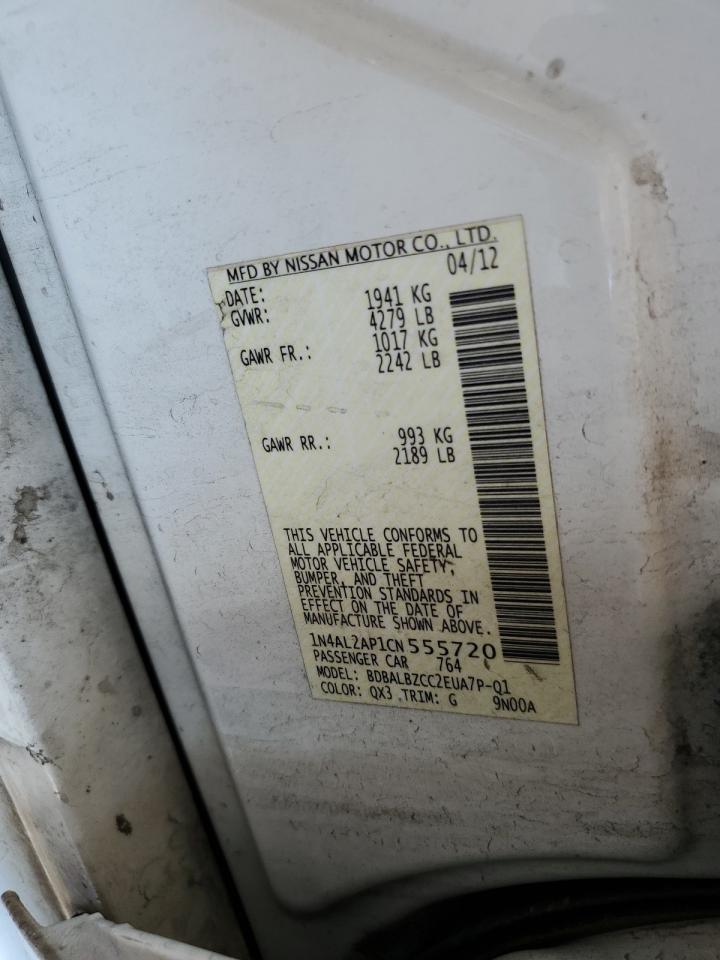 MFD BY NISSAN MOTOR CO., LTD.
DATE: 04/12
GVWR: 1941 KG
4279 LB
GAWR FR.: 1017 KG
2242 LB
GAWR RR.: 993 KG
2189 LB
THIS VEHICLE CONFORMS TO
ALL APPLICABLE FEDERAL
MOTOR VEHICLE SAFETY,
BUMPER, AND THEFT
PREVENTION STANDARDS IN
EFFECT ON THE DATE OF
MANUFACTURE SHOWN ABOVE.
1N4AL2AP1CN555720
PASSENGER CAR 764
MODEL: BDBALBZCC2EUA7P-Q1
COLOR: QX3 TRIM: G 9N00A